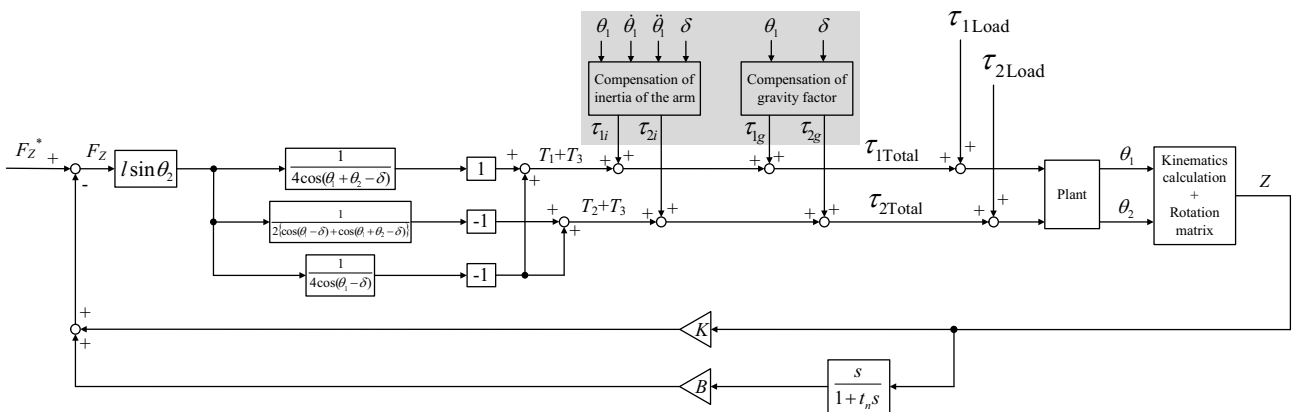 θ₁ θ̇₁ θ̈₁ δ
θ₁ δ
τ₁Load
τ₂Load
Compensation of
inertia of the arm
Compensation of
gravity factor
τ₁i τ₂i
τ₁g τ₂g
F_Z* + F_Z
-
l sin θ₂
1
4cos(θ₁+θ₂−δ)
1
+ T₁+T₃ + +
+
+ +
τ₁Total + +
Plant
θ₁
Kinematics
calculation
+
Rotation
matrix
Z
1
2{cos(θ₁−δ)+cos(θ₁+θ₂−δ)}
-1
+ T₂+T₃ + +
+
+ +
τ₂Total + +
θ₂
1
4cos(θ₁−δ)
-1
+
K
+
B
s
1+tₙs